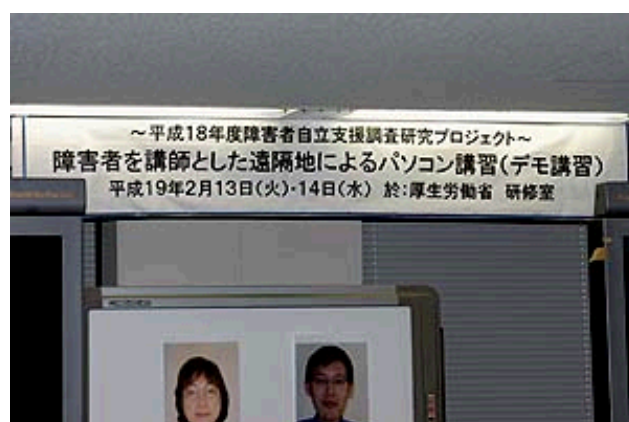 ～平成18年度障害者自立支援調査研究プロジェクト～
障害者を講師とした遠隔地によるパソコン講習(デモ講習)
平成19年2月13日(火)・14日(水) 於:厚生労働省 研修室